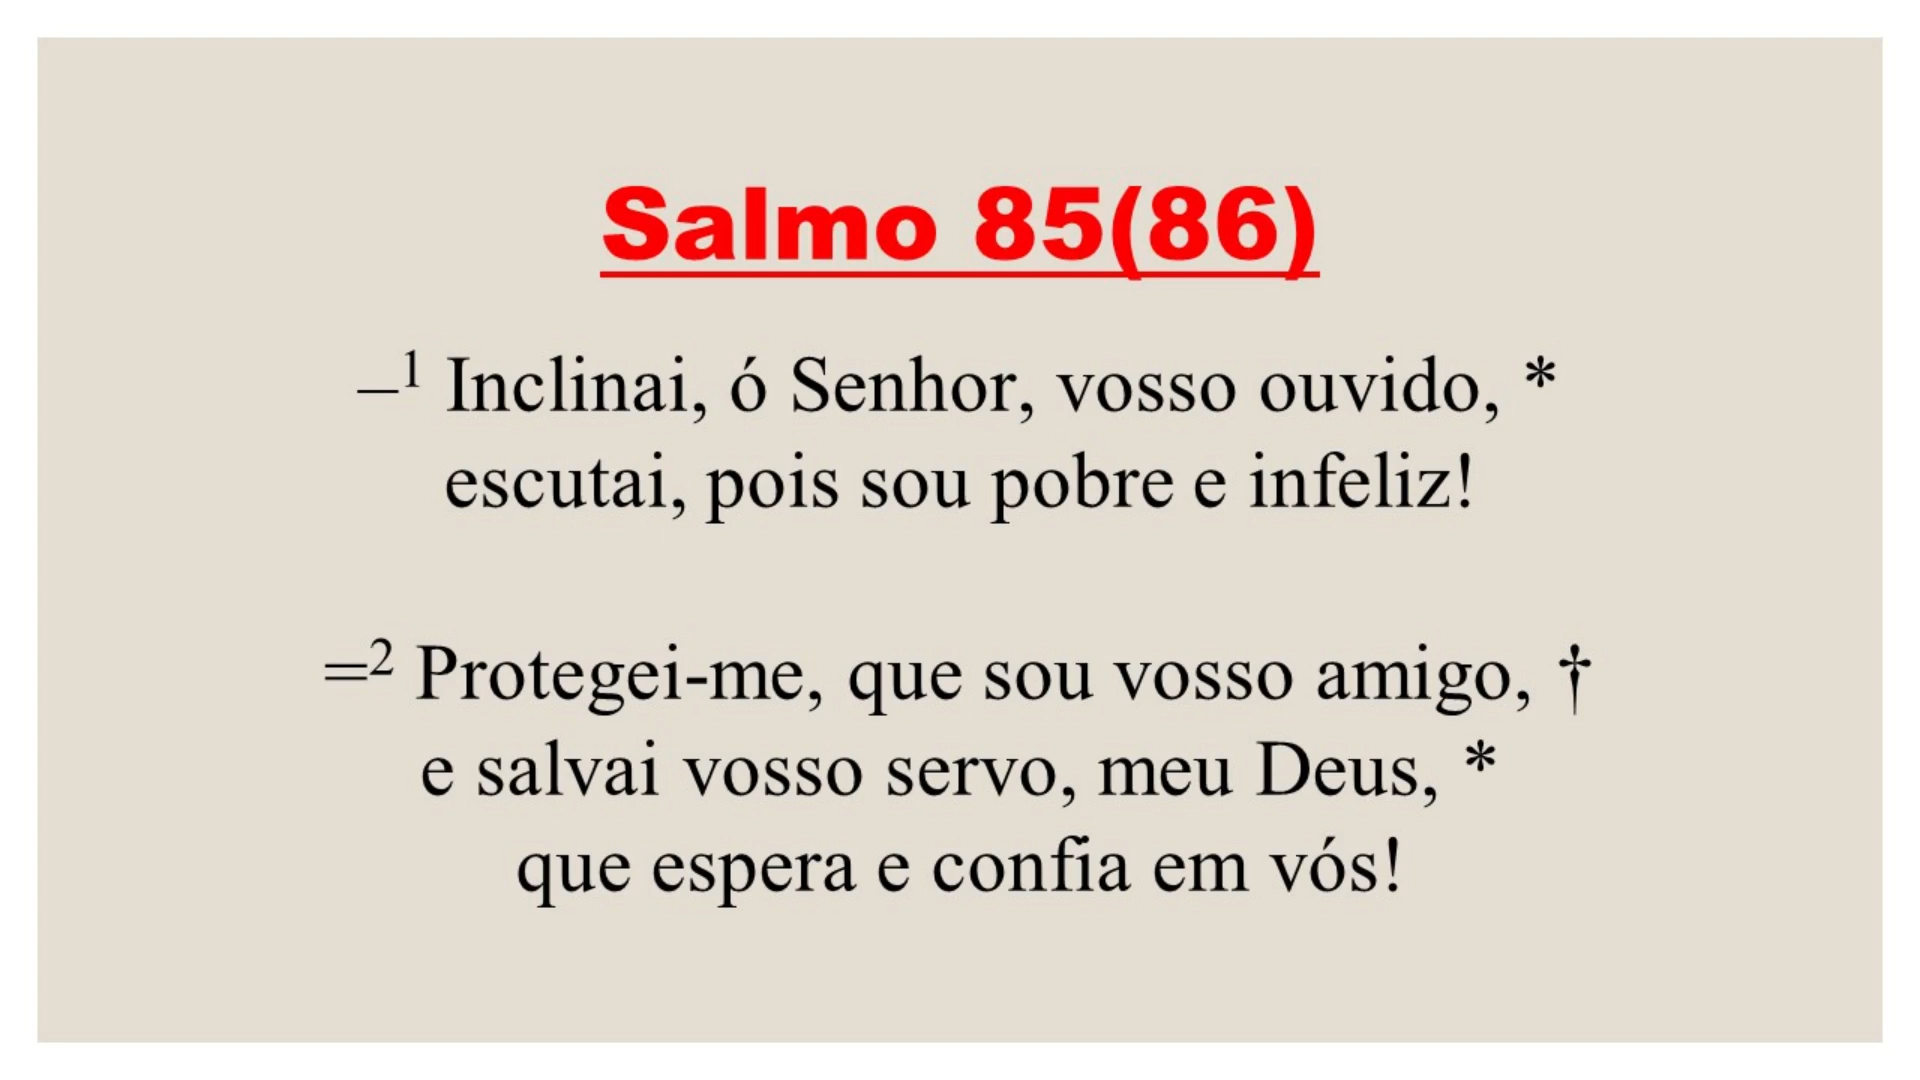 Salmo 85(86)
–¹ Inclinai, ó Senhor, vosso ouvido, *
escutai, pois sou pobre e infeliz!
=² Protegei-me, que sou vosso amigo, †
e salvai vosso servo, meu Deus, *
que espera e confia em vós!